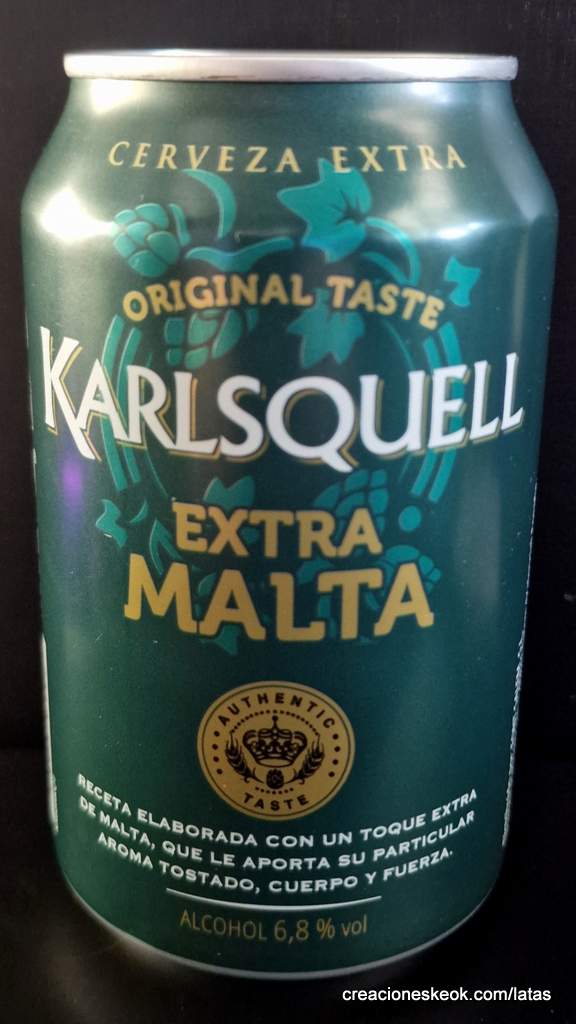 CERVEZA EXTRA
ORIGINAL TASTE
KARLSQUELL
EXTRA
MALTA
AUTHENTIC
TASTE
RECETA ELABORADA CON UN TOQUE EXTRA
DE MALTA, QUE LE APORTA SU PARTICULAR
AROMA TOSTADO, CUERPO Y FUERZA.
ALCOHOL 6,8 % vol
creacioneskeok.com/latas